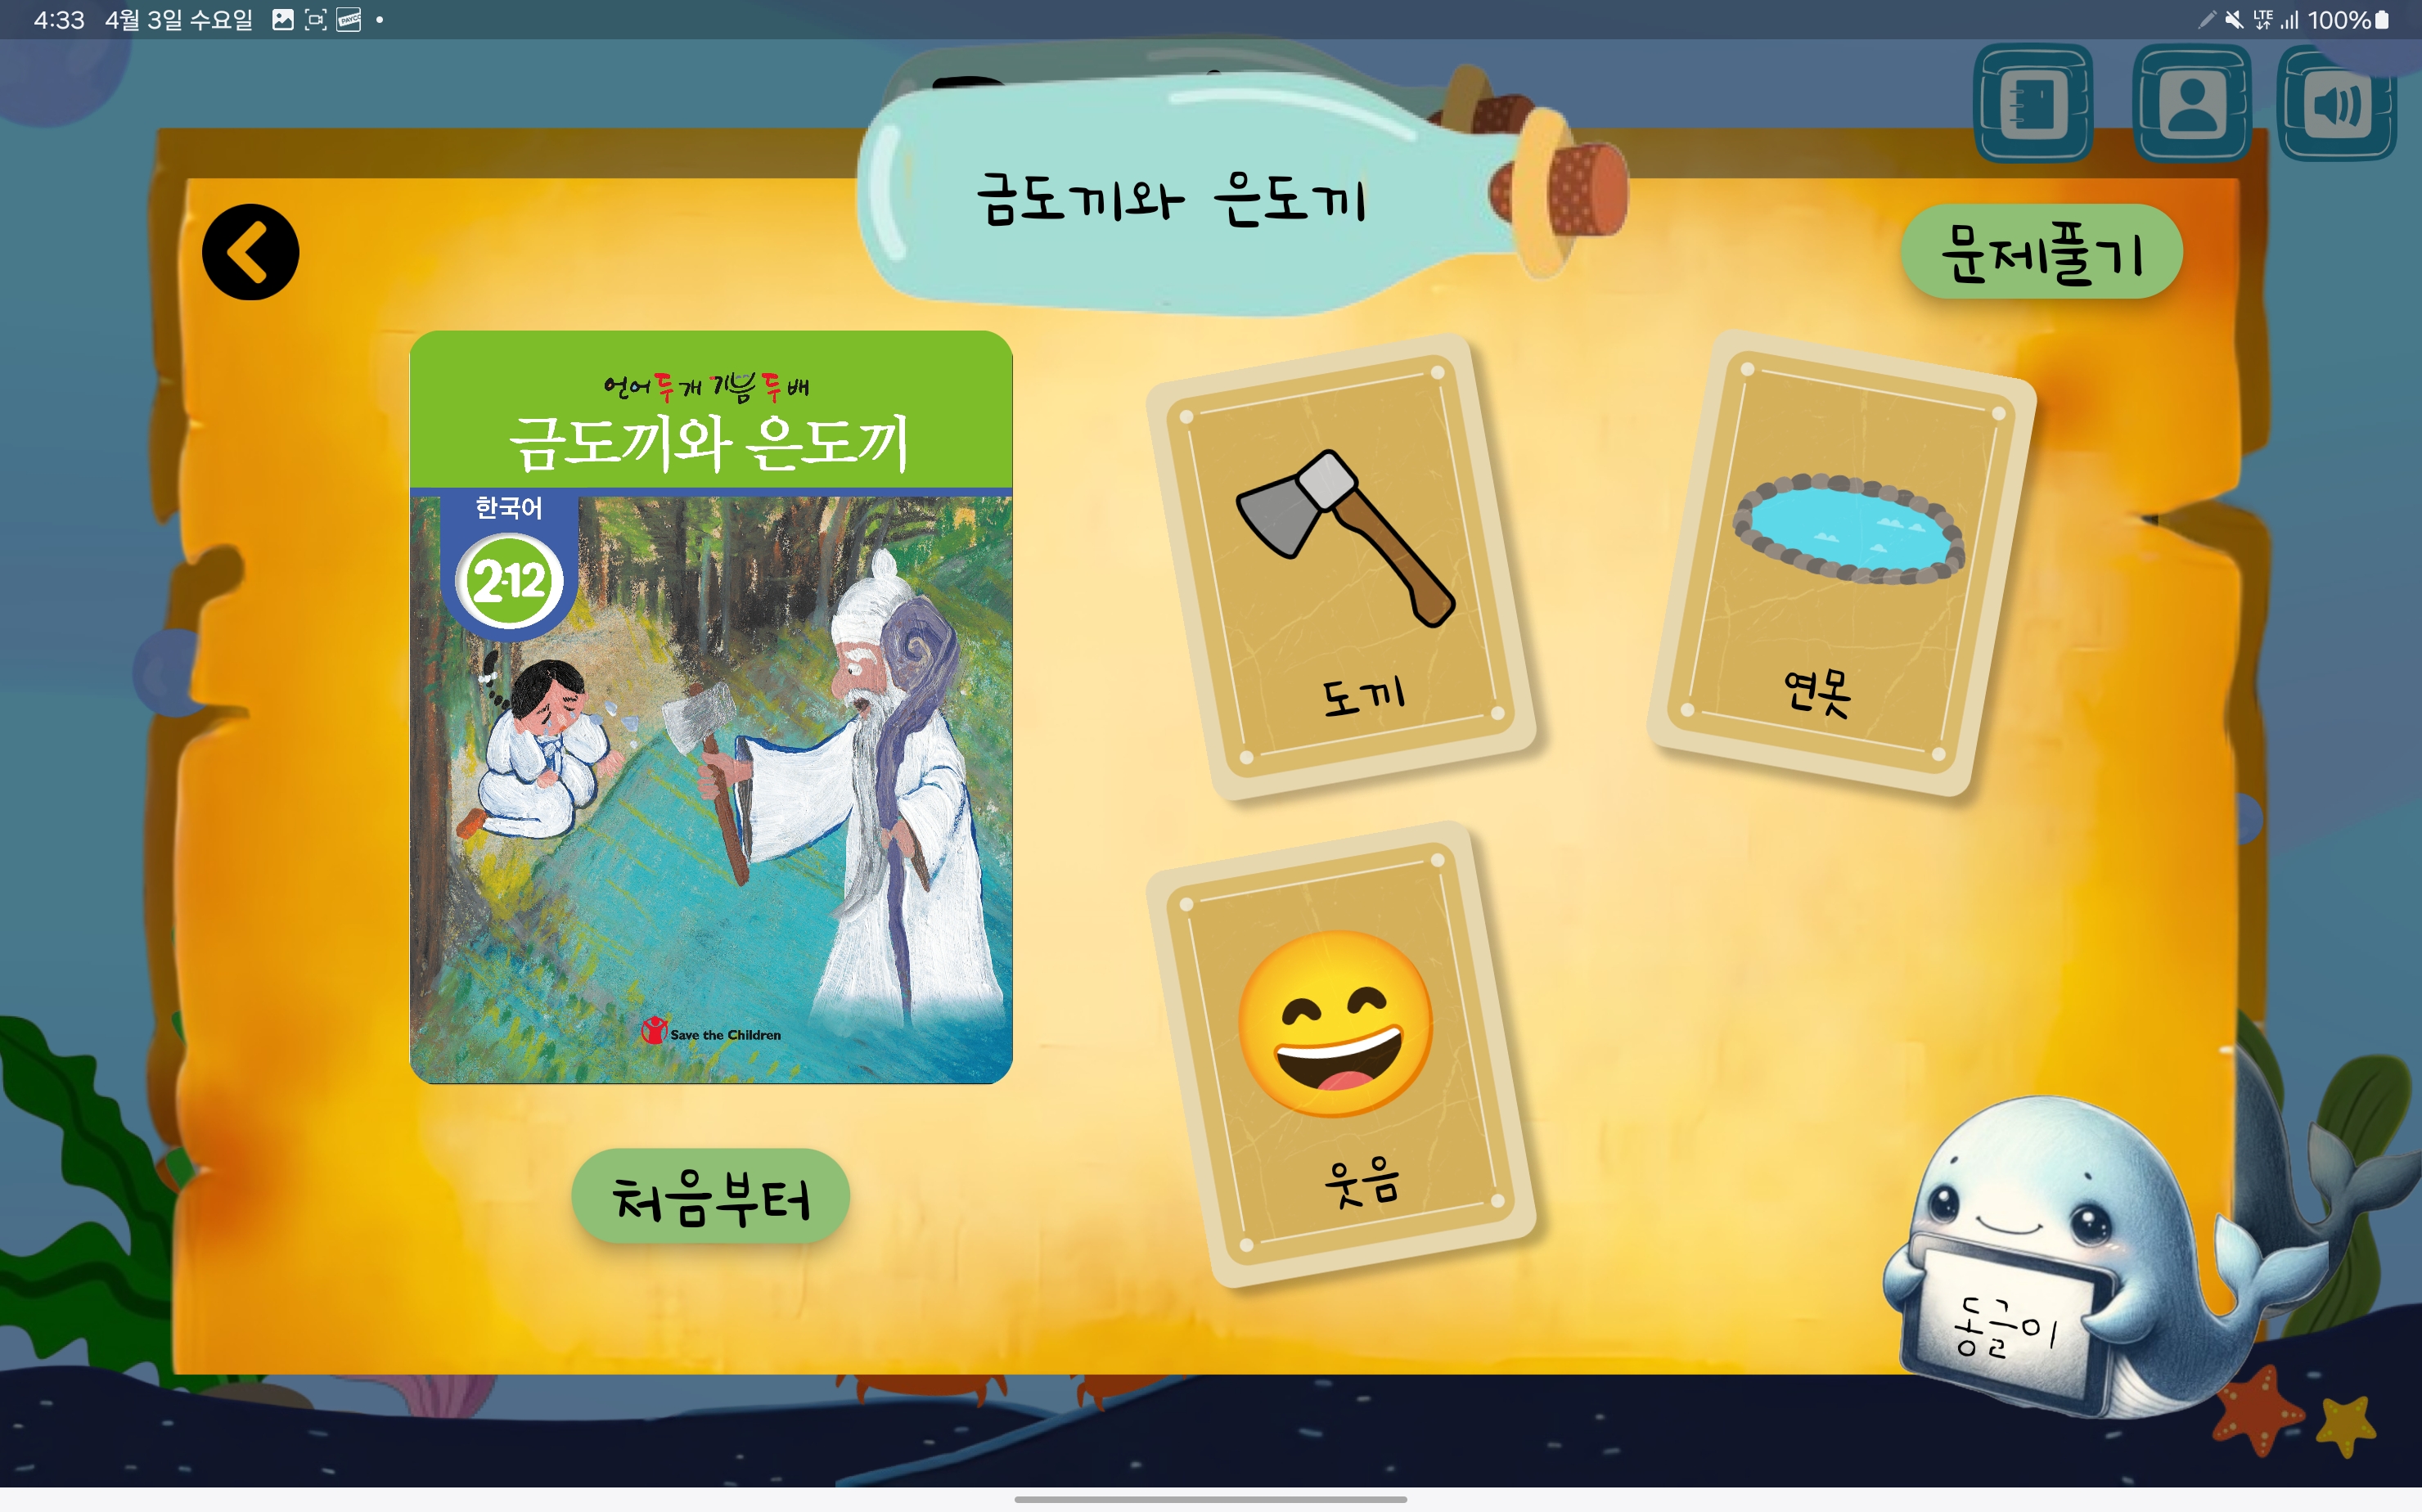 4:33 4월 3일 수요일
LTE 100%
금도끼와 은도끼
문제풀기
언어 두 개 기쁨 두 배
금도끼와 은도끼
한국어
2-12
Save the Children
처음부터
도끼
연못
웃음
동글이